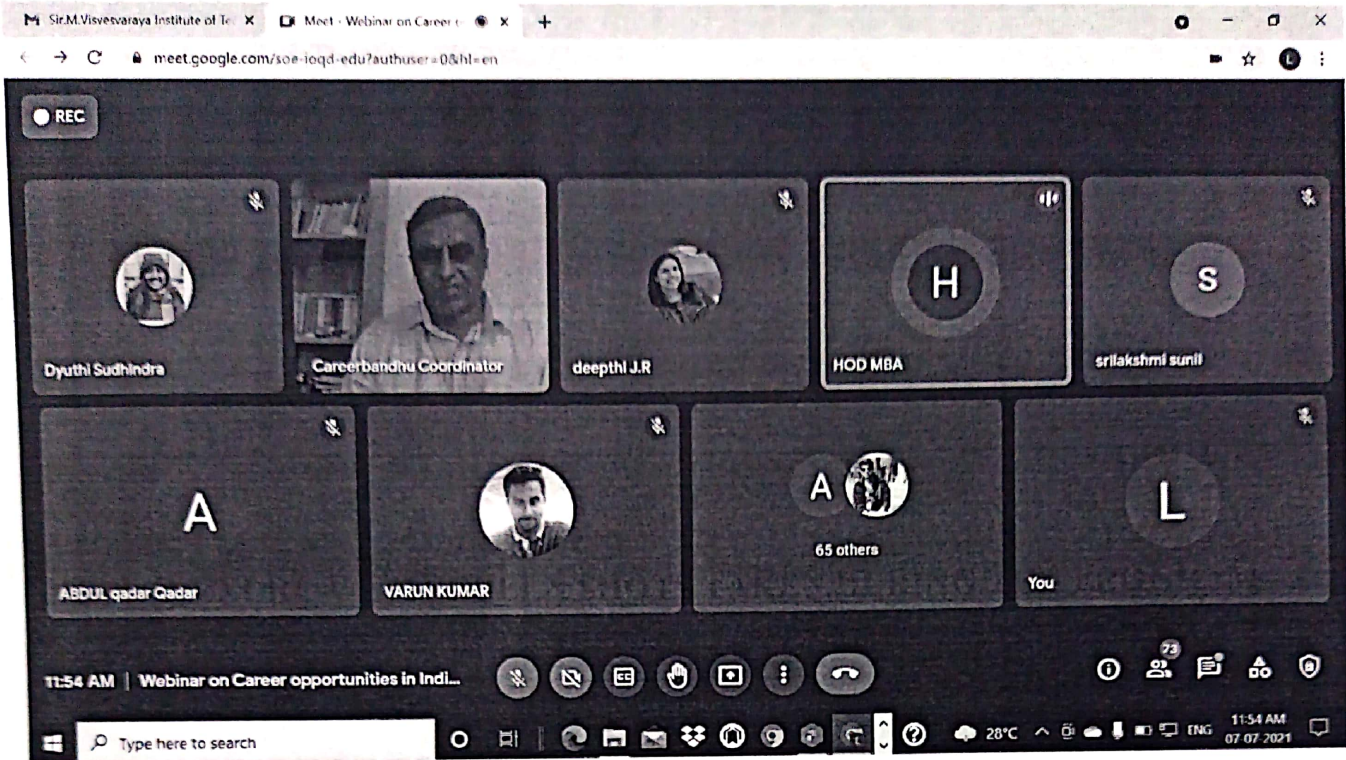 Sir.M.Visvesvaraya Institute of Te
Meet - Webinar on Career
meet.google.com/soe-ioqd-edu?authuser=0&hl=en
L
REC
Dyuthi Sudhindra
Careerbandhu Coordinator
deepthi J.R
H
HOD MBA
S
srilakshmi sunil
A
ABDUL qadar Qadar
VARUN KUMAR
A
65 others
L
You
11:54 AM | Webinar on Career opportunities in Indi...
CC
73
Type here to search
28°C
ENG
11:54 AM
07-07-2021